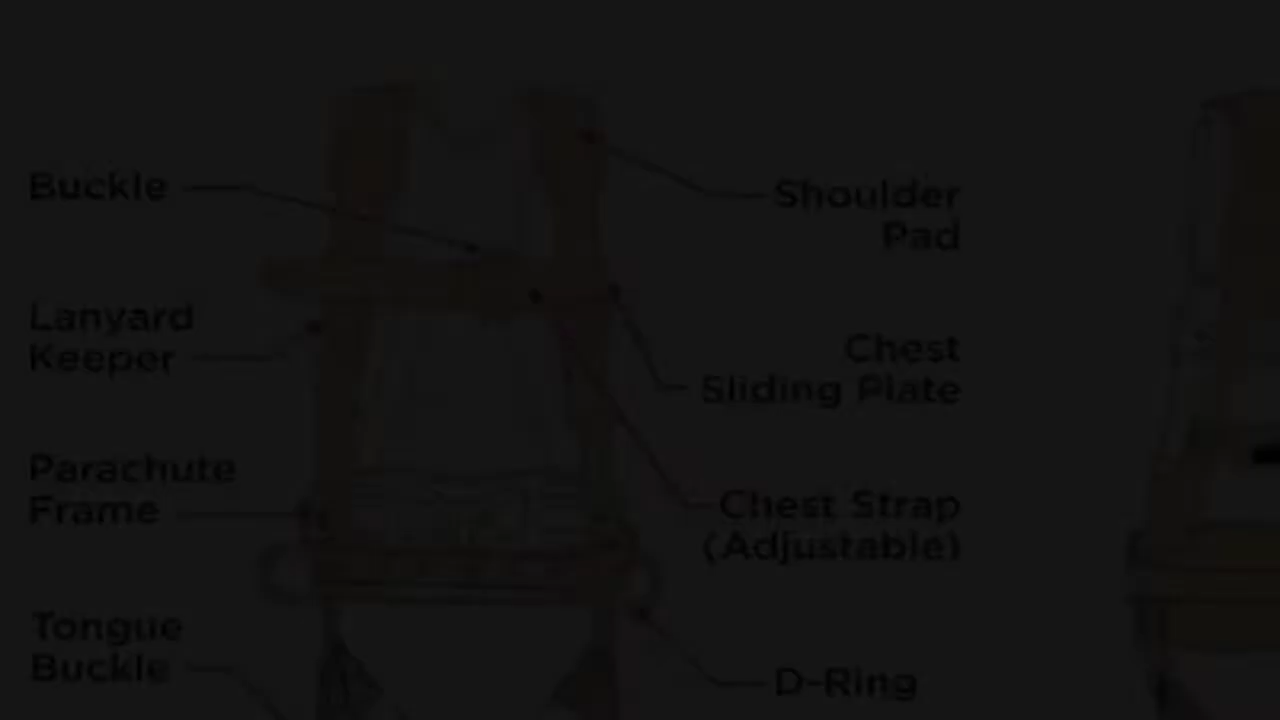 Buckle
Lanyard
Keeper
Parachute
Frame
Tongue
Buckle
Shoulder
Pad
Chest
Sliding Plate
Chest Strap
(Adjustable)
D-Ring